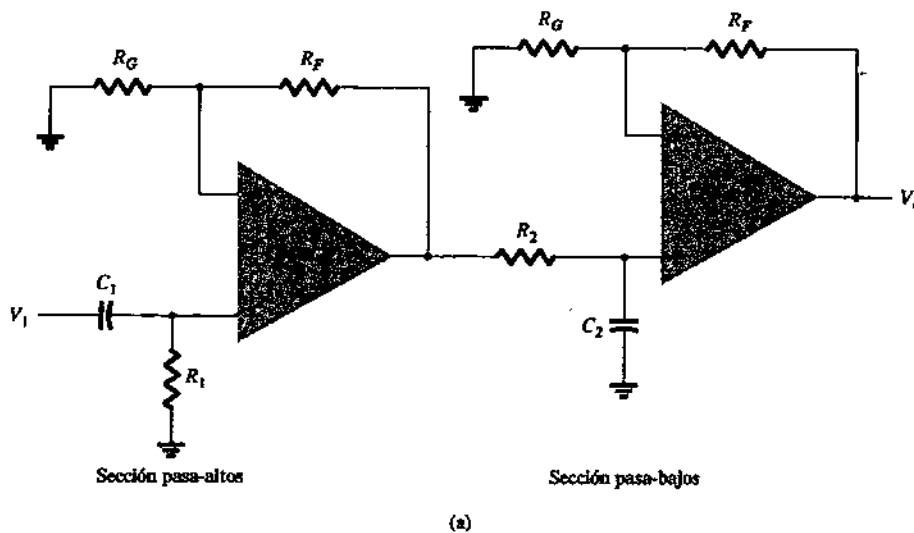 R_G
R_F
R_G
R_F
R_2
C_1
V_1
C_2
R_1
Sección pasa-altos
Sección pasa-bajos
(a)